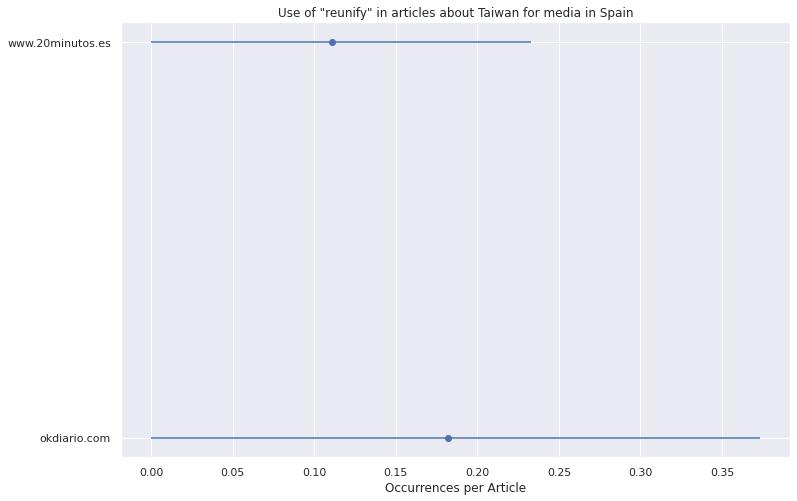 Use of "reunify" in articles about Taiwan for media in Spain
www.20minutos.es
okdiario.com
0.00 0.05 0.10 0.15 0.20 0.25 0.30 0.35
Occurrences per Article